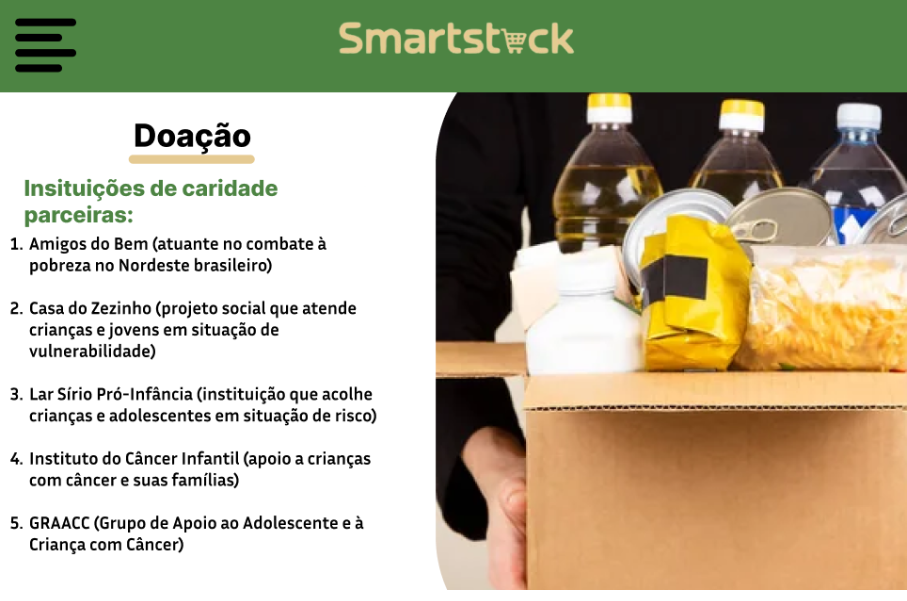 Smartstock
Doação
Insituições de caridade
parceiras:
1. Amigos do Bem (atuante no combate à
pobreza no Nordeste brasileiro)
2. Casa do Zezinho (projeto social que atende
crianças e jovens em situação de
vulnerabilidade)
3. Lar Sírio Pró-Infância (instituição que acolhe
crianças e adolescentes em situação de risco)
4. Instituto do Câncer Infantil (apoio a crianças
com câncer e suas famílias)
5. GRAACC (Grupo de Apoio ao Adolescente e à
Criança com Câncer)